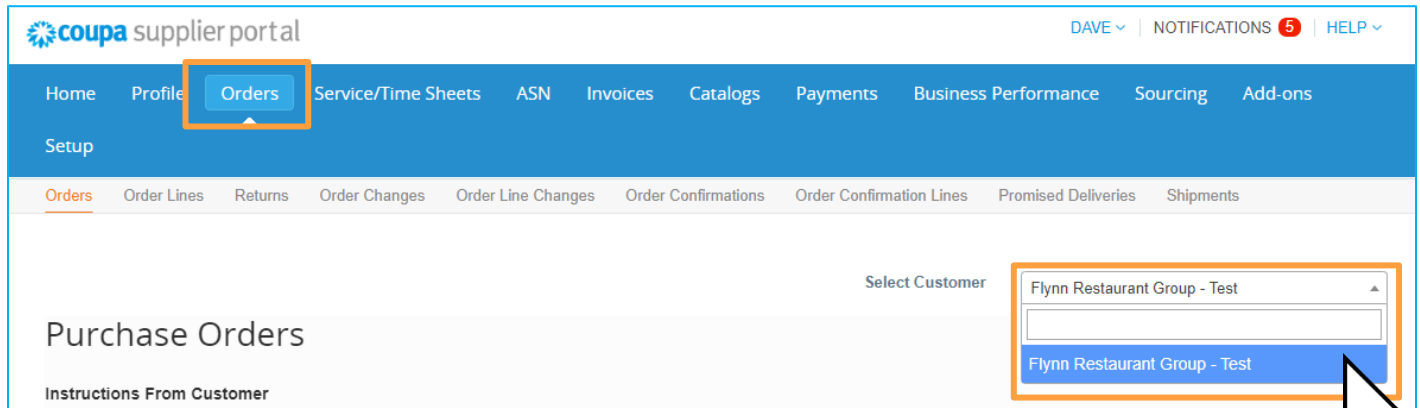 coupa supplier portal DAVE NOTIFICATIONS 5 HELP
Home Profile Orders Service/Time Sheets ASN Invoices Catalogs Payments Business Performance Sourcing Add-ons
Setup
Orders Order Lines Returns Order Changes Order Line Changes Order Confirmations Order Confirmation Lines Promised Deliveries Shipments
Select Customer Flynn Restaurant Group - Test
Flynn Restaurant Group - Test
Purchase Orders
Instructions From Customer